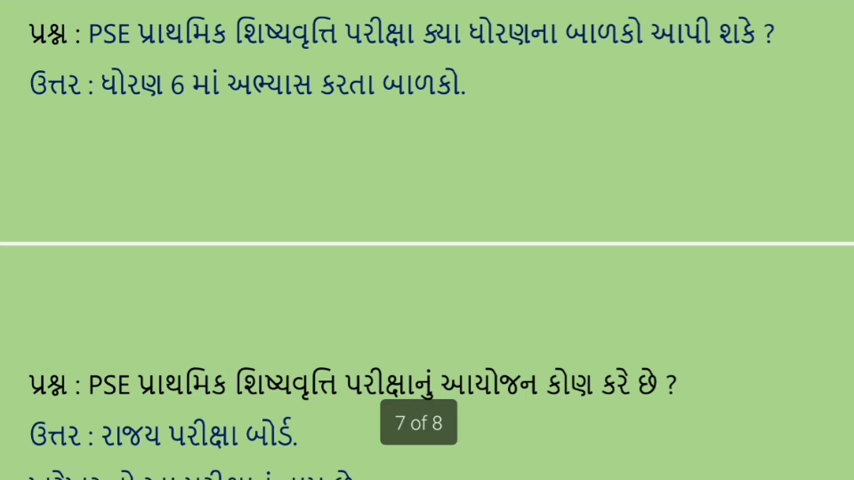 પ્રશ્ન : PSE પ્રાથમિક શિષ્યવૃત્તિ પરીક્ષા ક્યા ધોરણના બાળકો આપી શકે ?
ઉત્તર : ધોરણ 6 માં અભ્યાસ કરતા બાળકો.
પ્રશ્ન : PSE પ્રાથમિક શિષ્યવૃત્તિ પરીક્ષાનું આયોજન કોણ કરે છે ?
7 of 8
ઉત્તર : રાજય પરીક્ષા બોર્ડ.